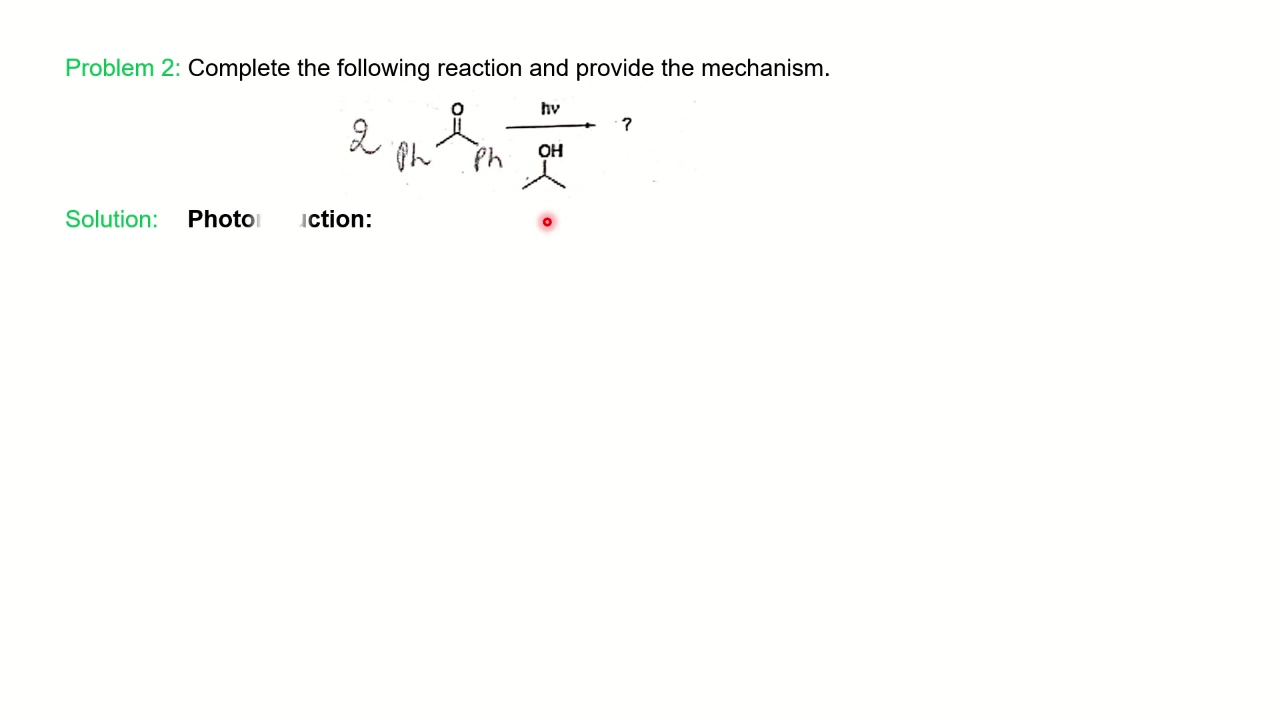 Problem 2: Complete the following reaction and provide the mechanism.
O
hν
2 Ph Ph ?
OH
Solution: